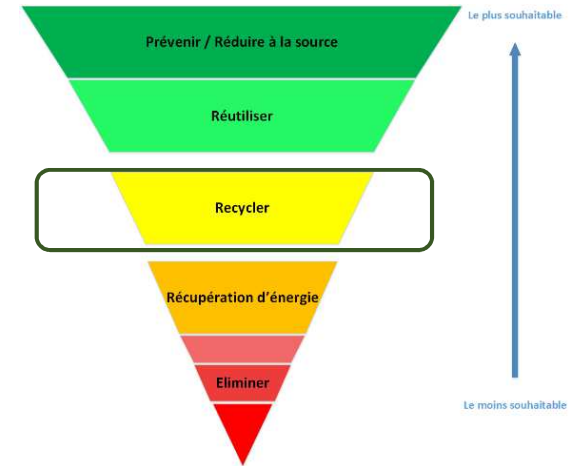 Le plus souhaitable
Prévenir / Réduire à la source
Réutiliser
Recycler
Récupération d'énergie
Eliminer
Le moins souhaitable